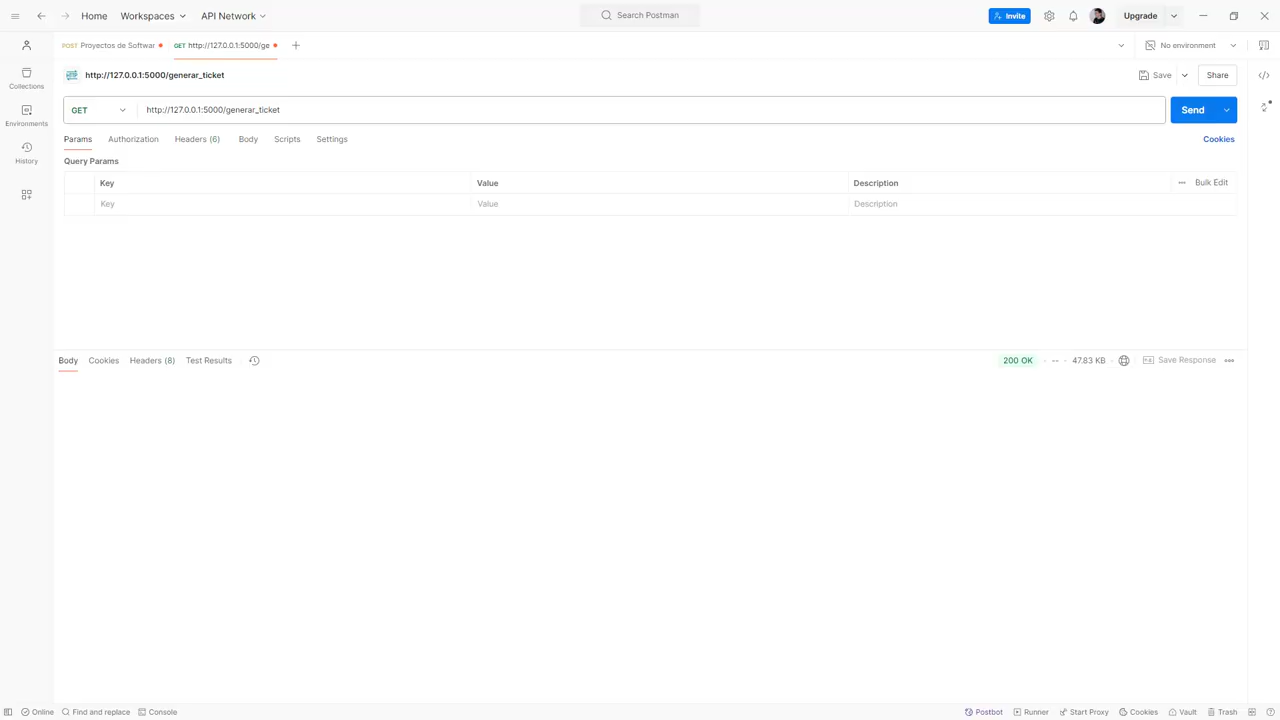 Home Workspaces API Network Search Postman Invite Upgrade
POST Proyectos de Softwar GET http://127.0.0.1:5000/ge No environment
http://127.0.0.1:5000/generar_ticket Save Share
GET http://127.0.0.1:5000/generar_ticket Send
Params Authorization Headers (6) Body Scripts Settings Cookies
Query Params
Key Value Description Bulk Edit
Key Value Description
Collections
Environments
History
Body Cookies Headers (8) Test Results 200 OK -- 47.83 KB Save Response
Online Find and replace Console Postbot Runner Start Proxy Cookies Vault Trash